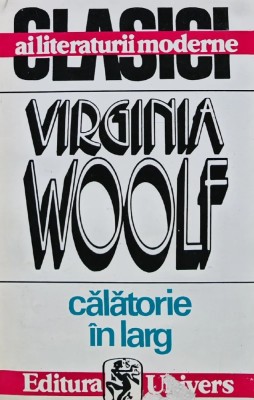 CLASICI
ai literaturii moderne
VIRGINIA
WOOLF
călătorie
în larg
Editura Univers